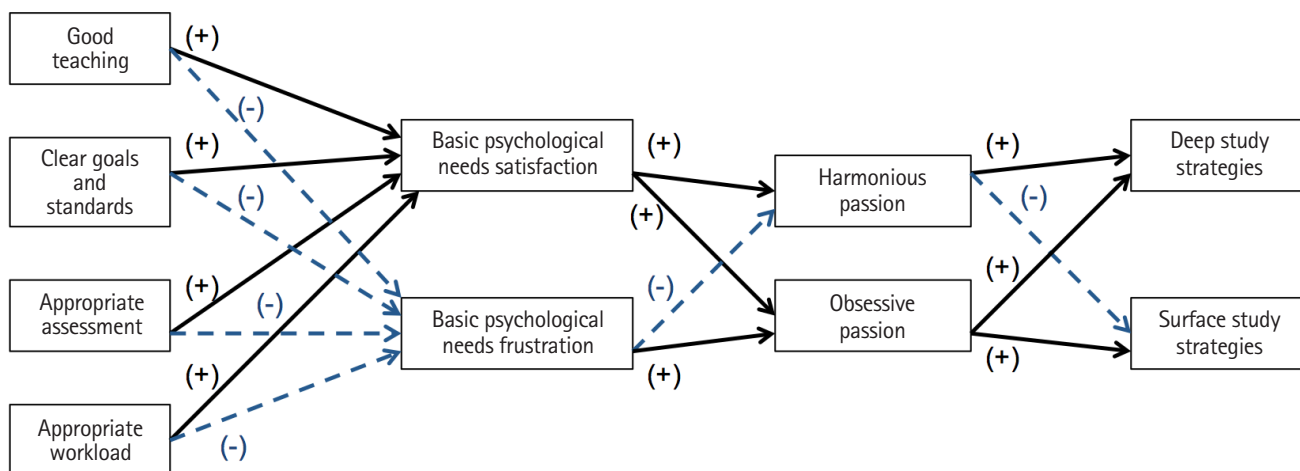 Good
teaching
(+)
(-)
Clear goals
and
standards
(+)
(-)
Appropriate
assessment
(+)
(-)
Appropriate
workload
(+)
(-)
Basic psychological
needs satisfaction
(+)
(+)
Basic psychological
needs frustration
(-)
(+)
Harmonious
passion
(+)
(-)
Obsessive
passion
(+)
(+)
Deep study
strategies
Surface study
strategies